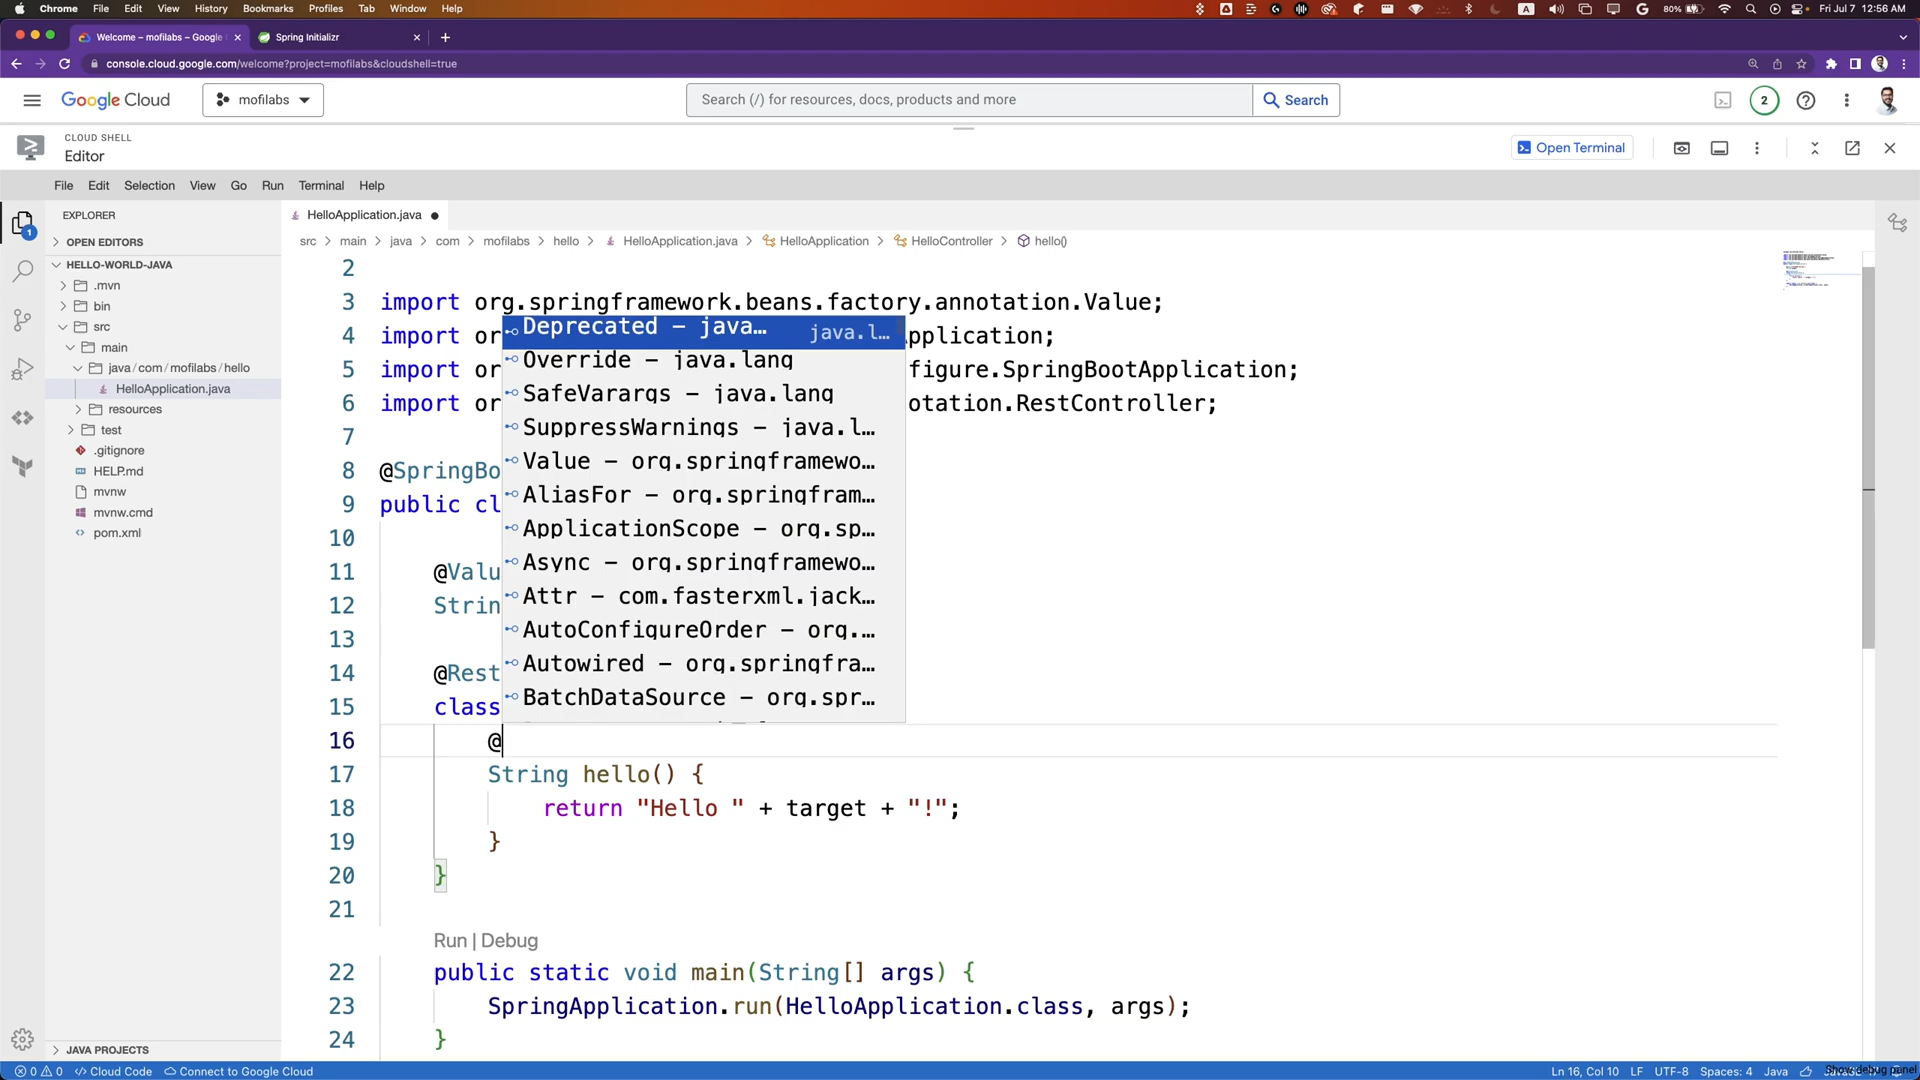 Chrome File Edit View History Bookmarks Profiles Tab Window Help
A G 80% Fri Jul 7 12:56 AM
Welcome – mofilabs – Google
Spring Initializr
console.cloud.google.com/welcome?project=mofilabs&cloudshell=true
Google Cloud
mofilabs
Search (/) for resources, docs, products and more
Search
2
CLOUD SHELL
Editor
Open Terminal
File Edit Selection View Go Run Terminal Help
EXPLORER
HelloApplication.java
src > main > java > com > mofilabs > hello > HelloApplication.java > HelloApplication > HelloController > hello()
1
OPEN EDITORS
HELLO-WORLD-JAVA
.mvn
bin
src
main
java / com / mofilabs / hello
HelloApplication.java
resources
test
.gitignore
HELP.md
mvnw
mvnw.cmd
pom.xml
JAVA PROJECTS
2
3 import org.springframework.beans.factory.annotation.Value;
4 import or pplication;
5 import or figure.SpringBootApplication;
6 import or otation.RestController;
7
8 @SpringBo
9 public cl
10
11 @Valu
12 Strin
13
14 @Rest
15 class
16 @
17 String hello() {
18 return "Hello " + target + "!";
19 }
20 }
21
Run | Debug
22 public static void main(String[] args) {
23 SpringApplication.run(HelloApplication.class, args);
24 }
Deprecated – java… java.l…
Override – java.lang
SafeVarargs – java.lang
SuppressWarnings – java.l…
Value – org.springframewo…
AliasFor – org.springfram…
ApplicationScope – org.sp…
Async – org.springframewo…
Attr – com.fasterxml.jack…
AutoConfigureOrder – org.…
Autowired – org.springfra…
BatchDataSource – org.spr…
0 0 Cloud Code Connect to Google Cloud
Ln 16, Col 10 LF UTF-8 Spaces: 4 Java
Show debug panel